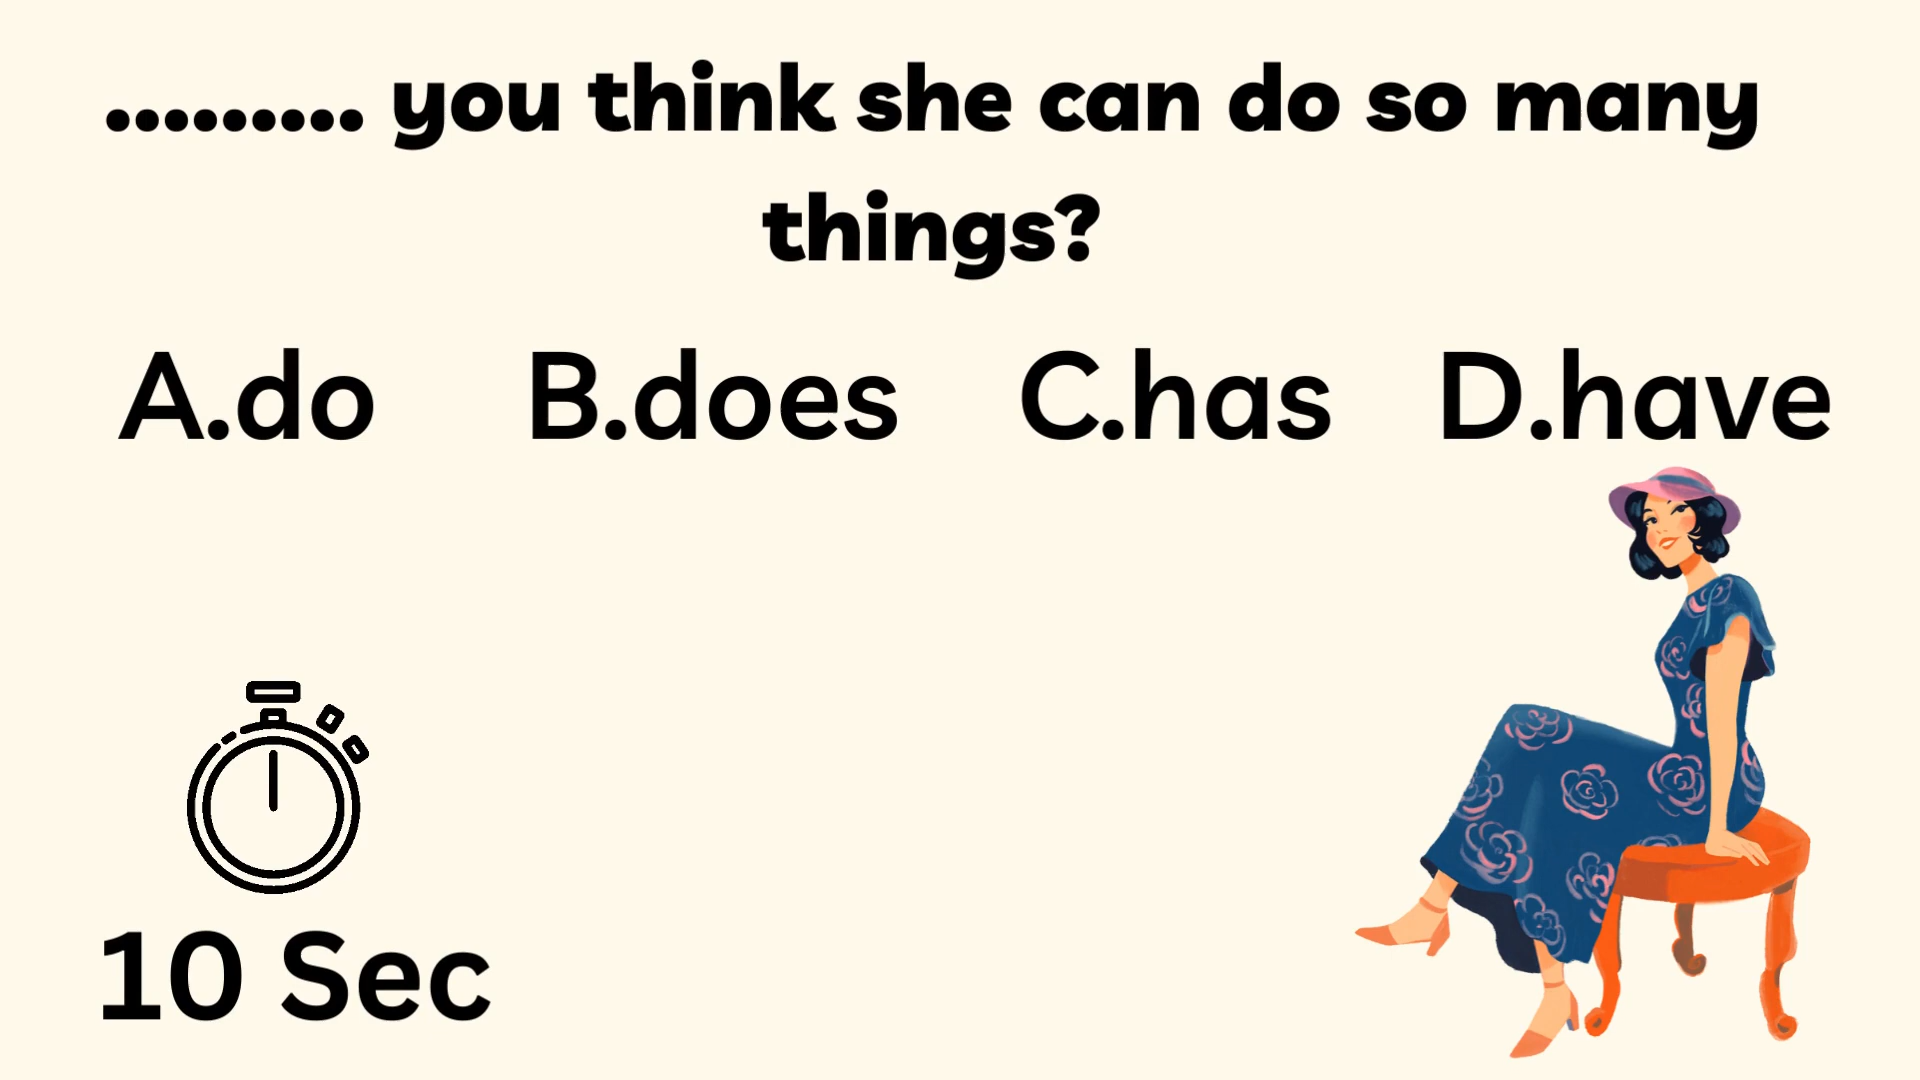 ......... you think she can do so many
things?
A.do B.does C.has D.have
10 Sec